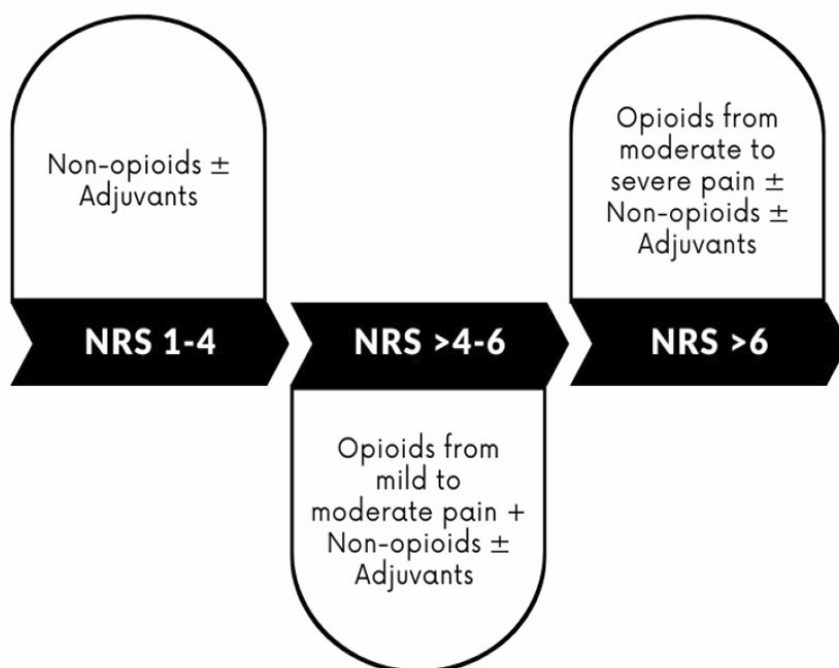 Non-opioids ±
Adjuvants
NRS 1-4
NRS >4-6
Opioids from
mild to
moderate pain +
Non-opioids ±
Adjuvants
Opioids from
moderate to
severe pain ±
Non-opioids ±
Adjuvants
NRS >6